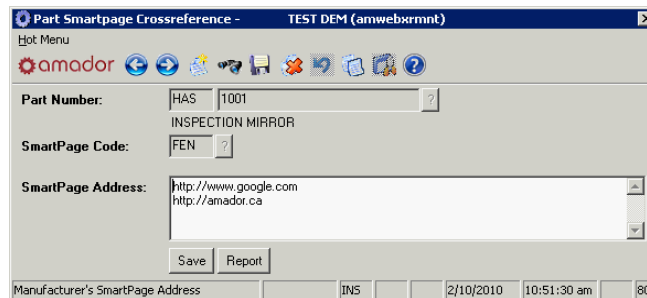 Part Smartpage Crossreference - TEST DEM (amwebxrmnt)
Hot Menu
amador
Part Number: HAS 1001 ?
INSPECTION MIRROR
SmartPage Code: FEN ?
SmartPage Address: http://www.google.com
http://amador.ca
Save Report
Manufacturer's SmartPage Address INS 2/10/2010 10:51:30 am 80